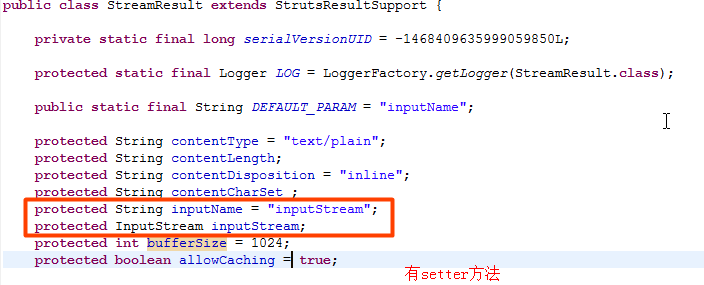 public class StreamResult extends StrutsResultSupport {
private static final long serialVersionUID = -1468409635999059850L;
protected static final Logger LOG = LoggerFactory.getLogger(StreamResult.class);
public static final String DEFAULT_PARAM = "inputName";
protected String contentType = "text/plain";
protected String contentLength;
protected String contentDisposition = "inline";
protected String contentCharSet ;
protected String inputName = "inputStream";
protected InputStream inputStream;
protected int bufferSize = 1024;
protected boolean allowCaching = true;
有setter方法